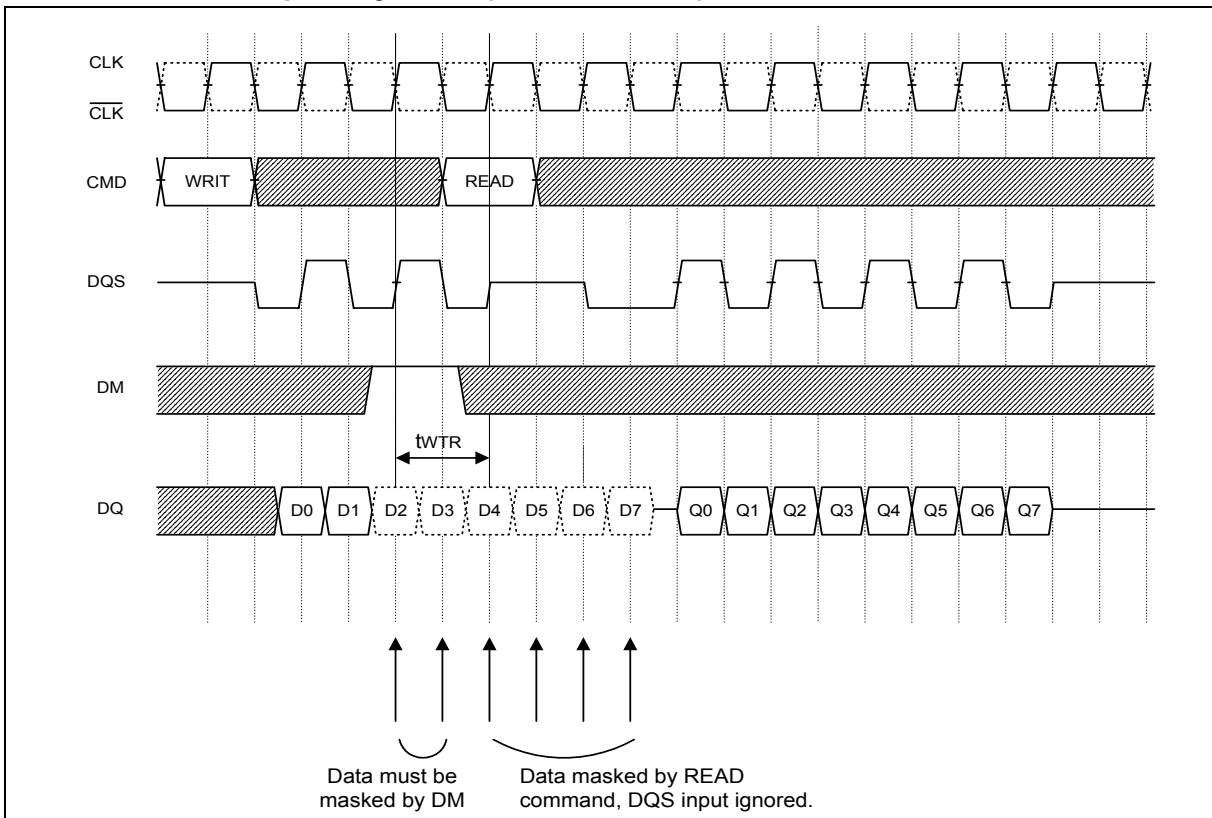 CLK
CLK
CMD
WRIT
READ
DQS
DM
tWTR
DQ
D0 D1 D2 D3 D4 D5 D6 D7 Q0 Q1 Q2 Q3 Q4 Q5 Q6 Q7
Data must be
masked by DM
Data masked by READ
command, DQS input ignored.